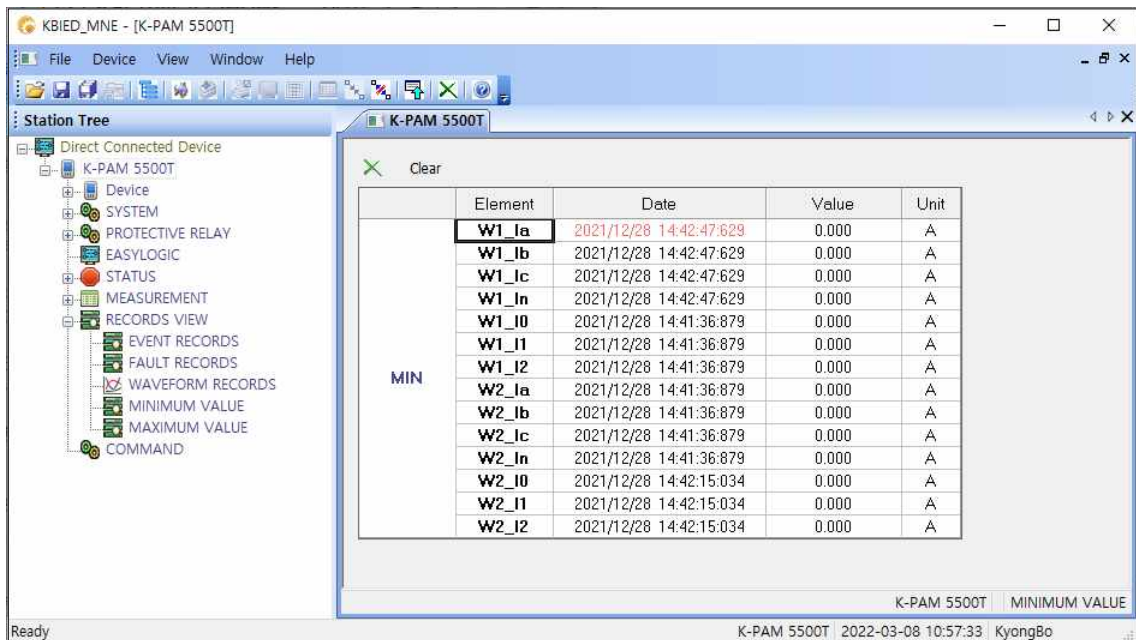 KBIED_MNE - [K-PAM 5500T]
File Device View Window Help
Station Tree
K-PAM 5500T
Direct Connected Device
K-PAM 5500T
Device
SYSTEM
PROTECTIVE RELAY
EASYLOGIC
STATUS
MEASUREMENT
RECORDS VIEW
EVENT RECORDS
FAULT RECORDS
WAVEFORM RECORDS
MINIMUM VALUE
MAXIMUM VALUE
COMMAND
Clear
Element Date Value Unit
MIN
W1_Ia 2021/12/28 14:42:47:629 0.000 A
W1_Ib 2021/12/28 14:42:47:629 0.000 A
W1_Ic 2021/12/28 14:42:47:629 0.000 A
W1_In 2021/12/28 14:42:47:629 0.000 A
W1_I0 2021/12/28 14:41:36:879 0.000 A
W1_I1 2021/12/28 14:41:36:879 0.000 A
W1_I2 2021/12/28 14:41:36:879 0.000 A
W2_Ia 2021/12/28 14:41:36:879 0.000 A
W2_Ib 2021/12/28 14:41:36:879 0.000 A
W2_Ic 2021/12/28 14:41:36:879 0.000 A
W2_In 2021/12/28 14:41:36:879 0.000 A
W2_I0 2021/12/28 14:42:15:034 0.000 A
W2_I1 2021/12/28 14:42:15:034 0.000 A
W2_I2 2021/12/28 14:42:15:034 0.000 A
K-PAM 5500T MINIMUM VALUE
Ready K-PAM 5500T 2022-03-08 10:57:33 KyongBo